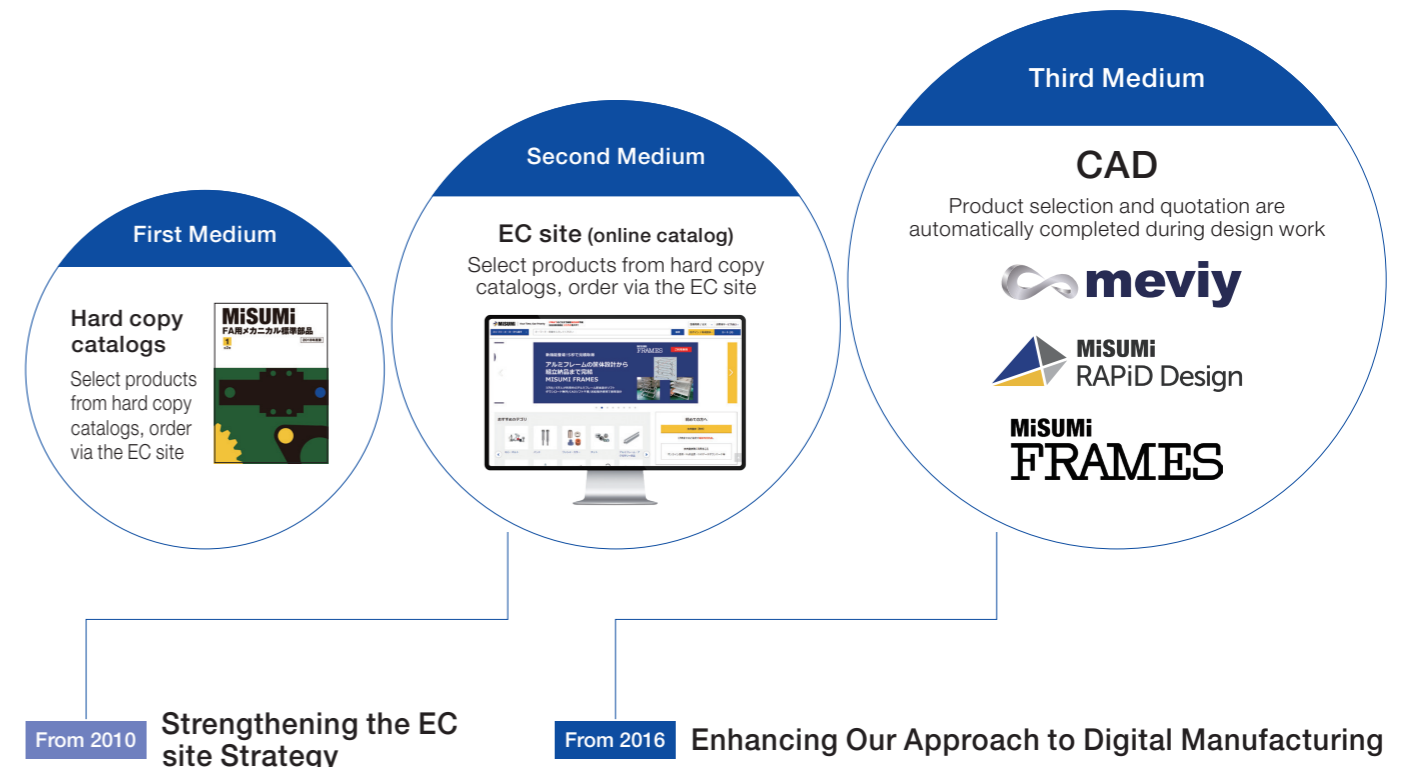 First Medium
Hard copy
catalogs
Select products
from hard copy
catalogs, order
via the EC site
MiSUMi
FA用メカニカル標準部品
1
Second Medium
EC site (online catalog)
Select products from hard copy
catalogs, order via the EC site
MISUMI
FRAMES
アルミフレームの筐体設計から
組立納品まで完結
MISUMI FRAMES
Third Medium
CAD
Product selection and quotation are
automatically completed during design work
meviy
MiSUMi
RAPiD Design
MiSUMi
FRAMES
From 2010
Strengthening the EC
site Strategy
From 2016
Enhancing Our Approach to Digital Manufacturing